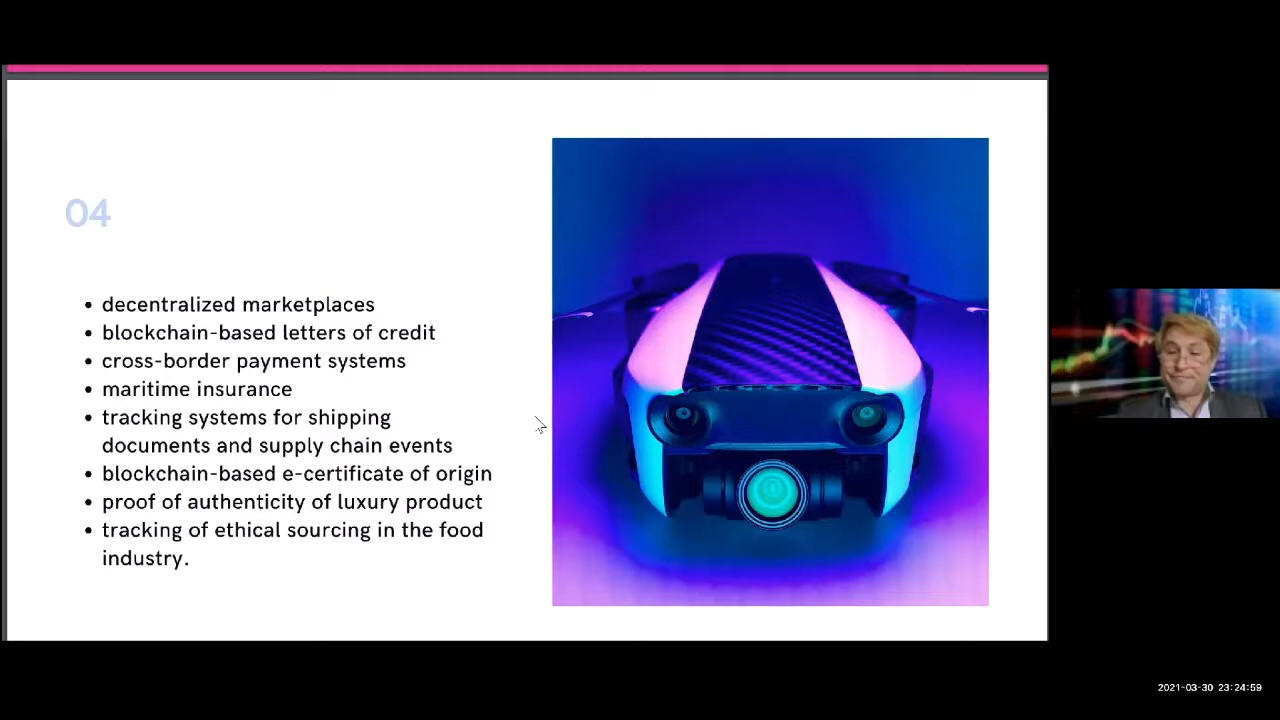 04
decentralized marketplaces
blockchain-based letters of credit
cross-border payment systems
maritime insurance
tracking systems for shipping
documents and supply chain events
blockchain-based e-certificate of origin
proof of authenticity of luxury product
tracking of ethical sourcing in the food
industry.
2021-03-30 23:24:59